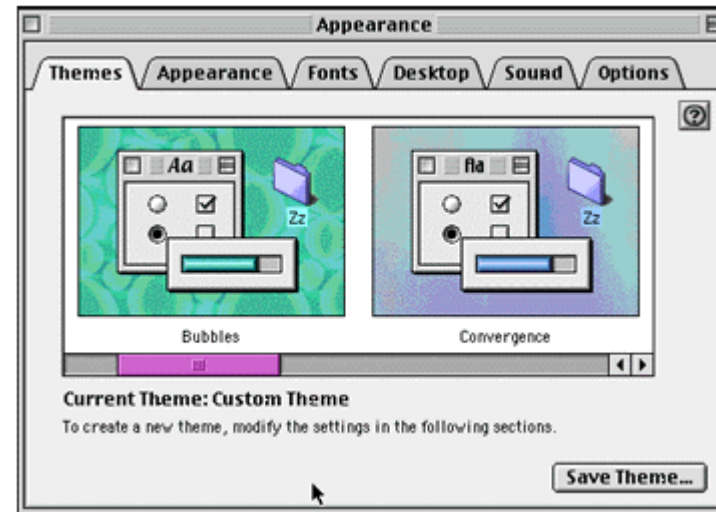 Appearance
Themes Appearance Fonts Desktop Sound Options
Aa Aa
Zz Zz
Bubbles Convergence
Current Theme: Custom Theme
To create a new theme, modify the settings in the following sections.
Save Theme...